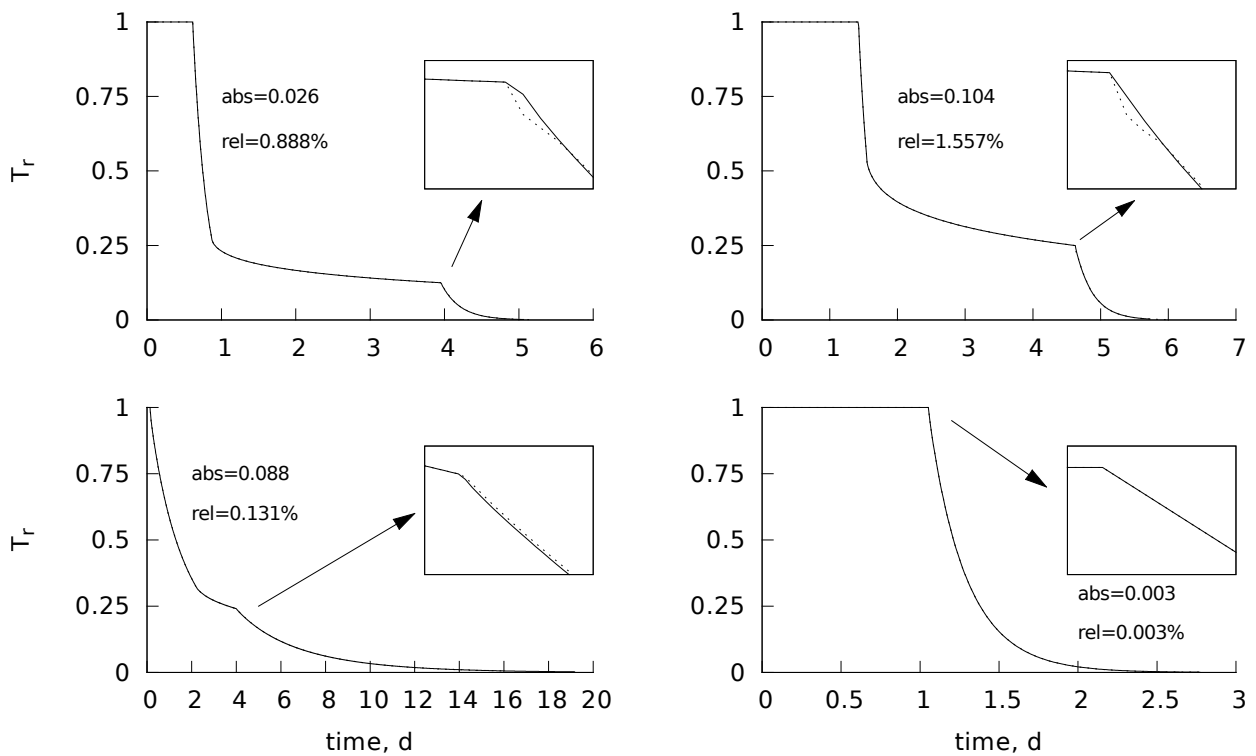 1
0.75
0.5
0.25
0
T_r
abs=0.026
rel=0.888%
0 1 2 3 4 5 6
1
0.75
0.5
0.25
0
abs=0.104
rel=1.557%
0 1 2 3 4 5 6 7
1
0.75
0.5
0.25
0
T_r
abs=0.088
rel=0.131%
0 2 4 6 8 10 12 14 16 18 20
time, d
1
0.75
0.5
0.25
0
abs=0.003
rel=0.003%
0 0.5 1 1.5 2 2.5 3
time, d